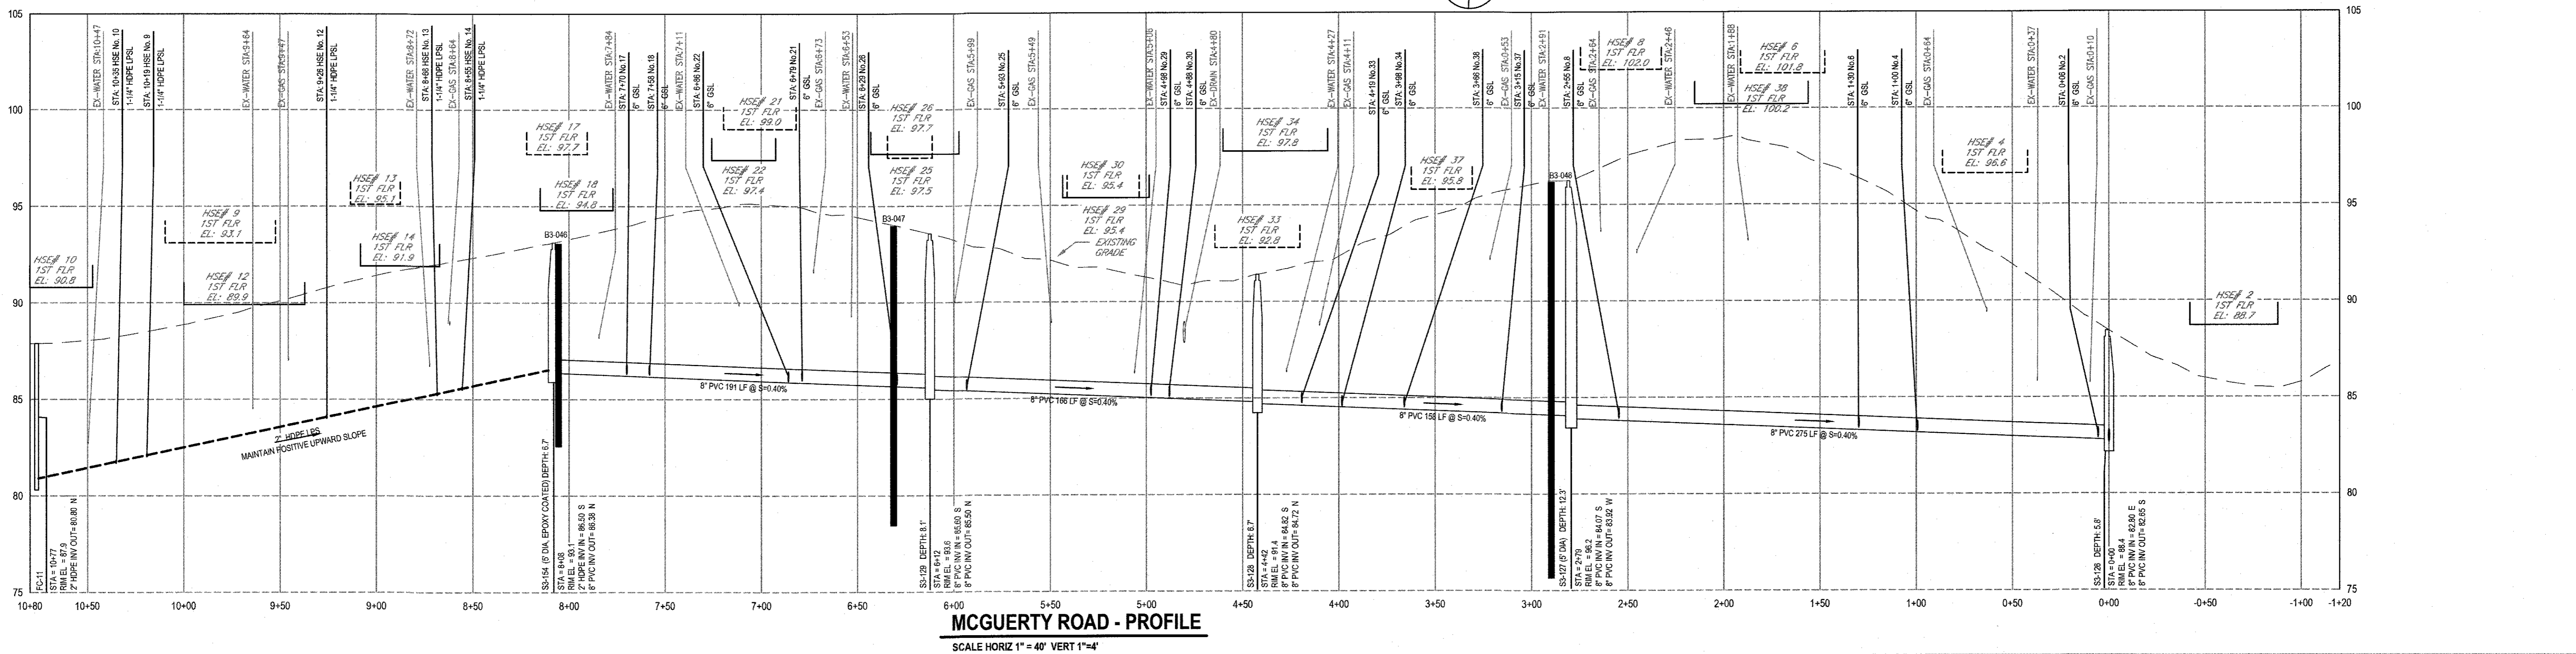 105
100
95
90
85
80
75
EX-WATER STA:10+47
STA: 10+35 HSE No. 10
1-1/4" HDPE LPSL
STA: 10+19 HSE No. 9
1-1/4" HDPE LPSL
EX-WATER STA:9+64
EX-GAS STA:9+47
STA: 9+26 HSE No. 12
1-1/4" HDPE LPSL
EX-WATER STA:8+72
STA: 8+68 HSE No. 13
1-1/4" HDPE LPSL
EX-GAS STA:8+64
STA: 8+55 HSE No. 14
1-1/4" HDPE LPSL
EX-WATER STA:7+84
STA: 7+70 No.17
6" GSL
STA: 7+58 No.18
6" GSL
EX-WATER STA:7+11
STA: 6+86 No.22
6" GSL
STA: 6+79 No.21
6" GSL
EX-GAS STA:6+73
EX-WATER STA:6+53
STA: 6+29 No.26
6" GSL
EX-GAS STA:5+99
STA: 5+93 No.25
6" GSL
EX-GAS STA:5+49
EX-WATER STA:5+06
STA: 4+98 No.29
6" GSL
STA: 4+88 No.30
6" GSL
EX-DRAIN STA:4+80
EX-WATER STA:4+27
EX-GAS STA:4+11
STA: 4+19 No.33
6" GSL
STA: 3+98 No.34
6" GSL
STA: 3+66 No.38
6" GSL
EX-GAS STA:0+53
STA: 3+15 No.37
6" GSL
EX-WATER STA:2+91
STA: 2+55 No.8
6" GSL
EX-GAS STA:2+64
EX-WATER STA:2+46
EX-WATER STA:1+88
STA: 1+30 No.6
6" GSL
STA: 1+00 No.4
6" GSL
EX-GAS STA:0+64
EX-WATER STA:0+37
STA: 0+06 No.2
6" GSL
EX-GAS STA:0+10
HSE# 10
1ST FLR
EL: 90.8
HSE# 9
1ST FLR
EL: 93.1
HSE# 12
1ST FLR
EL: 89.9
HSE# 13
1ST FLR
EL: 95.1
HSE# 14
1ST FLR
EL: 91.9
HSE# 17
1ST FLR
EL: 97.7
HSE# 18
1ST FLR
EL: 94.8
HSE# 21
1ST FLR
EL: 99.0
HSE# 22
1ST FLR
EL: 97.4
HSE# 26
1ST FLR
EL: 97.7
HSE# 25
1ST FLR
EL: 97.5
HSE# 30
1ST FLR
EL: 95.4
HSE# 29
1ST FLR
EL: 95.4
EXISTING
GRADE
HSE# 34
1ST FLR
EL: 97.8
HSE# 33
1ST FLR
EL: 92.8
HSE# 37
1ST FLR
EL: 95.8
HSE# 8
1ST FLR
EL: 102.0
HSE# 6
1ST FLR
EL: 101.8
HSE# 38
1ST FLR
EL: 100.2
HSE# 4
1ST FLR
EL: 96.6
HSE# 2
1ST FLR
EL: 88.7
B3-046
B3-047
B3-048
2" HDPE LPS
MAINTAIN POSITIVE UPWARD SLOPE
8" PVC 191 LF @ S=0.40%
8" PVC 166 LF @ S=0.40%
8" PVC 158 LF @ S=0.40%
8" PVC 275 LF @ S=0.40%
FC-11
STA = 10+77
RIM EL = 87.9
2" HDPE INV OUT= 80.80 N
S3-154 (5' DIA, EPOXY COATED) DEPTH: 6.7'
STA = 8+08
RIM EL = 93.1
2" HDPE INV IN = 86.50 S
8" PVC INV OUT= 86.38 N
S3-129 DEPTH: 8.1'
STA = 6+12
RIM EL = 93.6
8" PVC INV IN = 85.60 S
8" PVC INV OUT= 85.50 N
S3-128 DEPTH: 6.7'
STA = 4+42
RIM EL = 91.4
8" PVC INV IN = 84.82 S
8" PVC INV OUT= 84.72 N
S3-127 (5' DIA) DEPTH: 12.3'
STA = 2+79
RIM EL = 96.2
8" PVC INV IN = 84.07 S
8" PVC INV OUT= 83.92 W
S3-126 DEPTH: 5.8'
STA = 0+00
RIM EL = 88.4
8" PVC INV IN = 82.80 E
8" PVC INV OUT= 82.65 S
105
100
95
90
85
80
75
10+80 10+50 10+00 9+50 9+00 8+50 8+00 7+50 7+00 6+50 6+00 5+50 5+00 4+50 4+00 3+50 3+00 2+50 2+00 1+50 1+00 0+50 0+00 -0+50 -1+00 -1+20
MCGUERTY ROAD - PROFILE
SCALE HORIZ 1" = 40' VERT 1"=4'